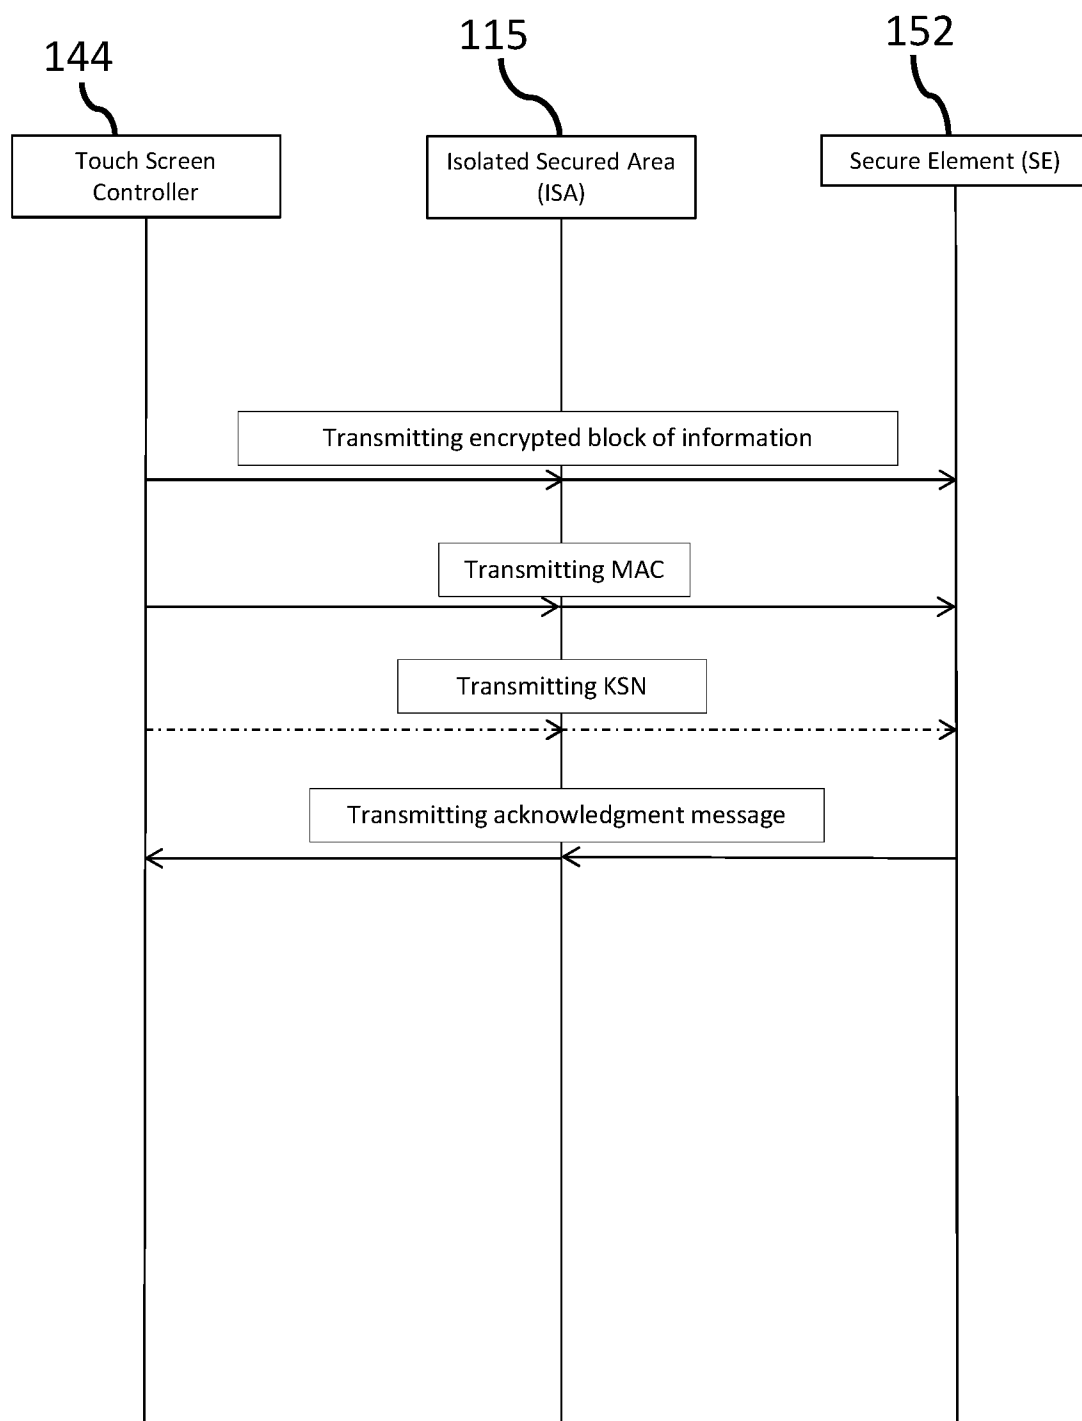 144
115
152
Touch Screen
Controller
Isolated Secured Area
(ISA)
Secure Element (SE)
Transmitting encrypted block of information
Transmitting MAC
Transmitting KSN
Transmitting acknowledgment message